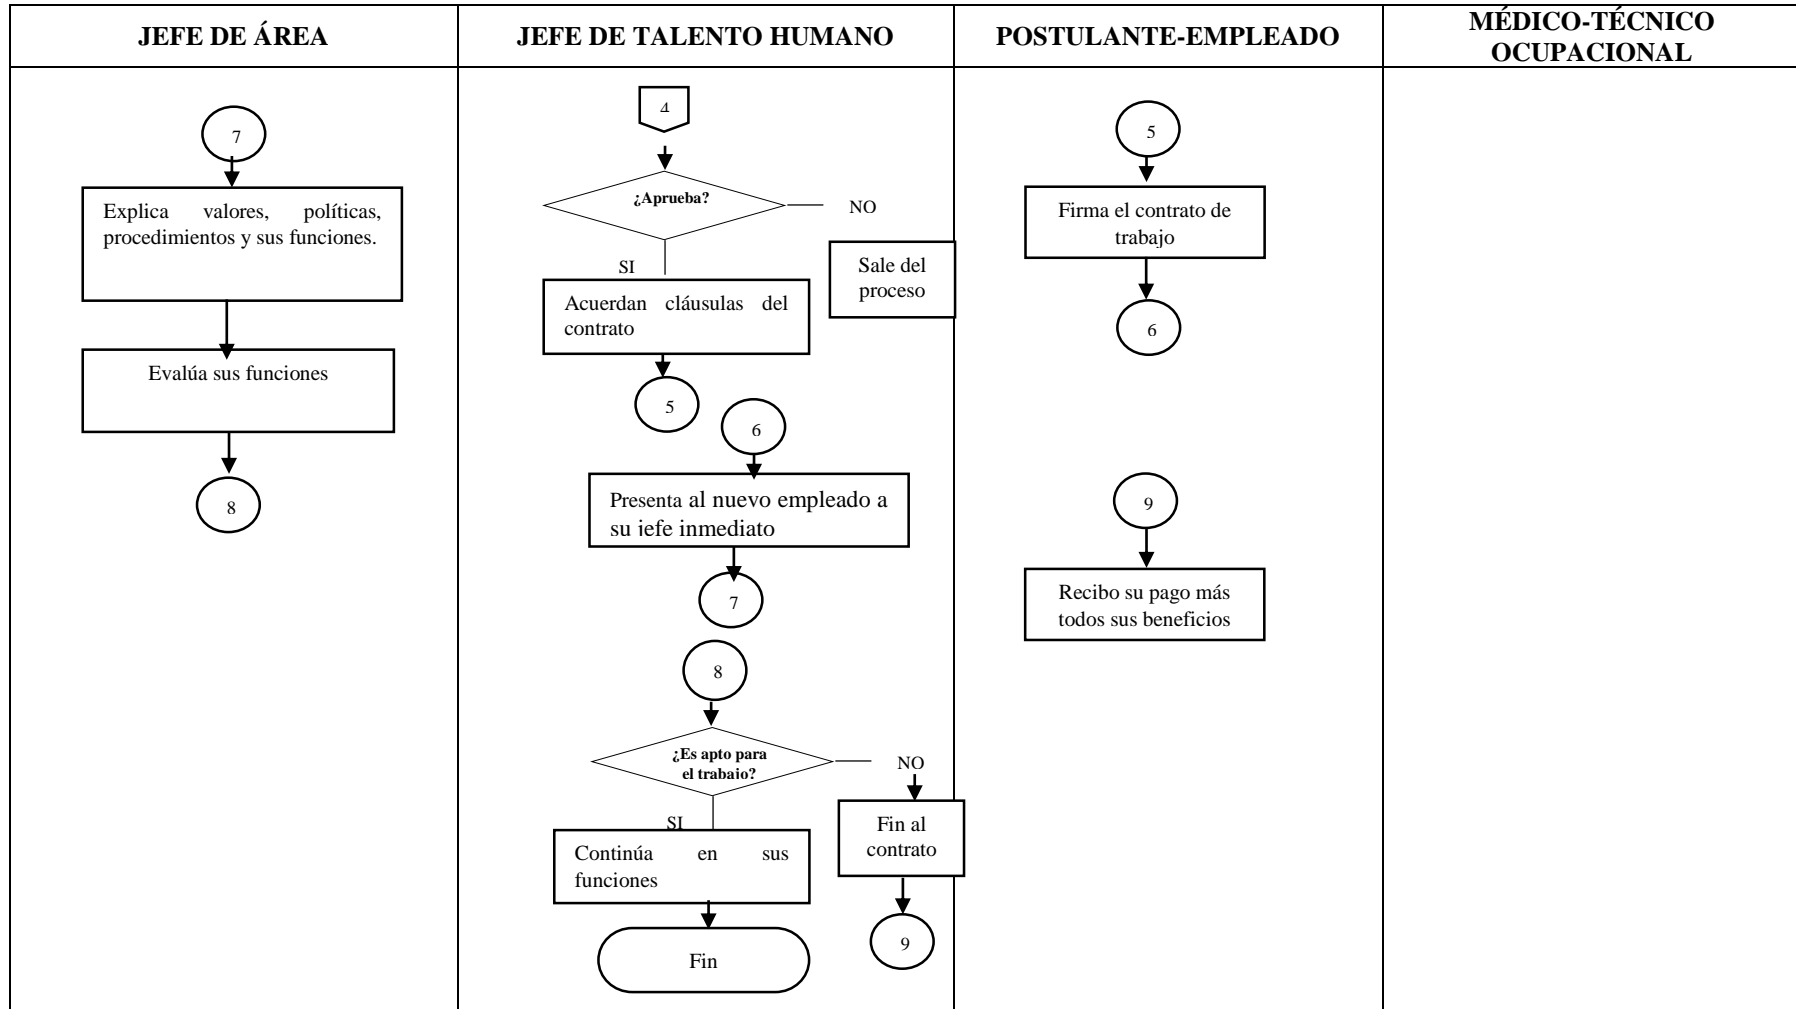 JEFE DE ÁREA
JEFE DE TALENTO HUMANO
POSTULANTE-EMPLEADO
MÉDICO-TÉCNICO
OCUPACIONAL
7
Explica valores, políticas,
procedimientos y sus funciones.
Evalúa sus funciones
8
4
¿Aprueba?
NO
SI
Sale del
proceso
Acuerdan cláusulas del
contrato
5
6
Presenta al nuevo empleado a
su jefe inmediato
7
8
¿Es apto para
el trabajo?
NO
SI
Fin al
contrato
Continúa en sus
funciones
9
Fin
5
Firma el contrato de
trabajo
6
9
Recibo su pago más
todos sus beneficios